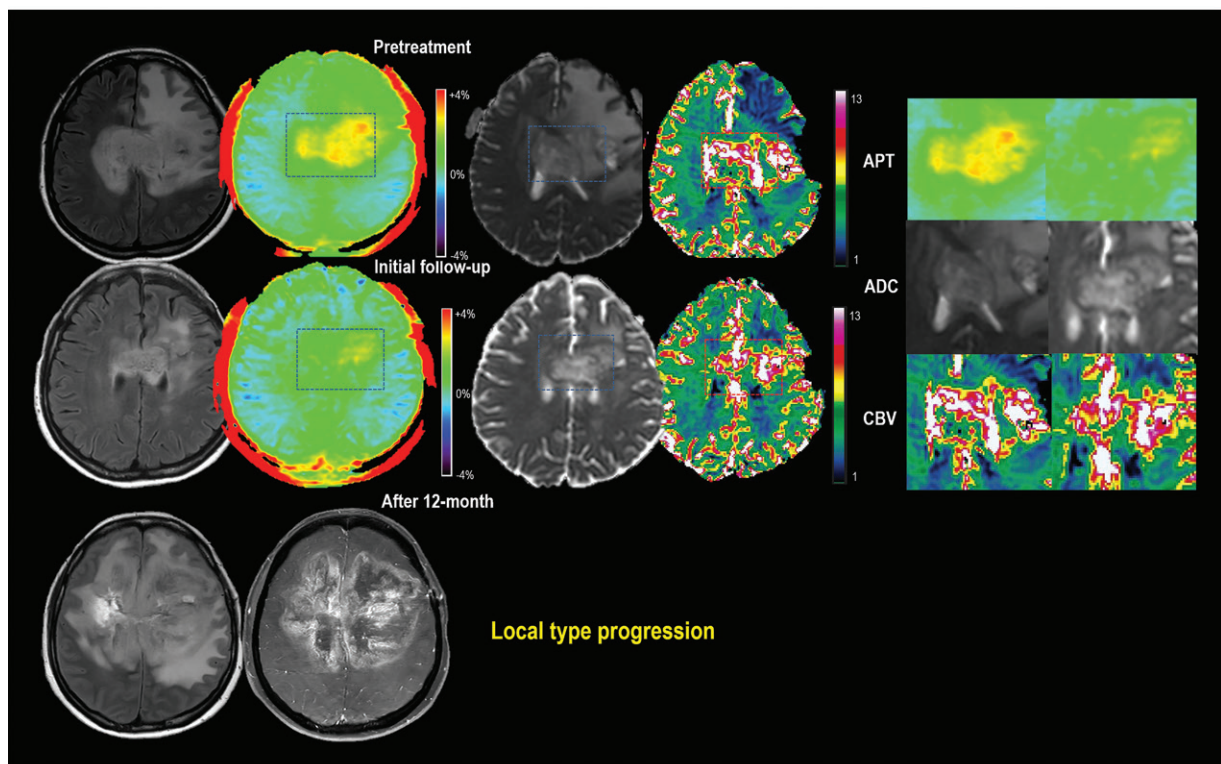 Pretreatment
+4%
0%
-4%
13
1
Initial follow-up
+4%
0%
-4%
13
1
After 12-month
APT
ADC
CBV
Local type progression